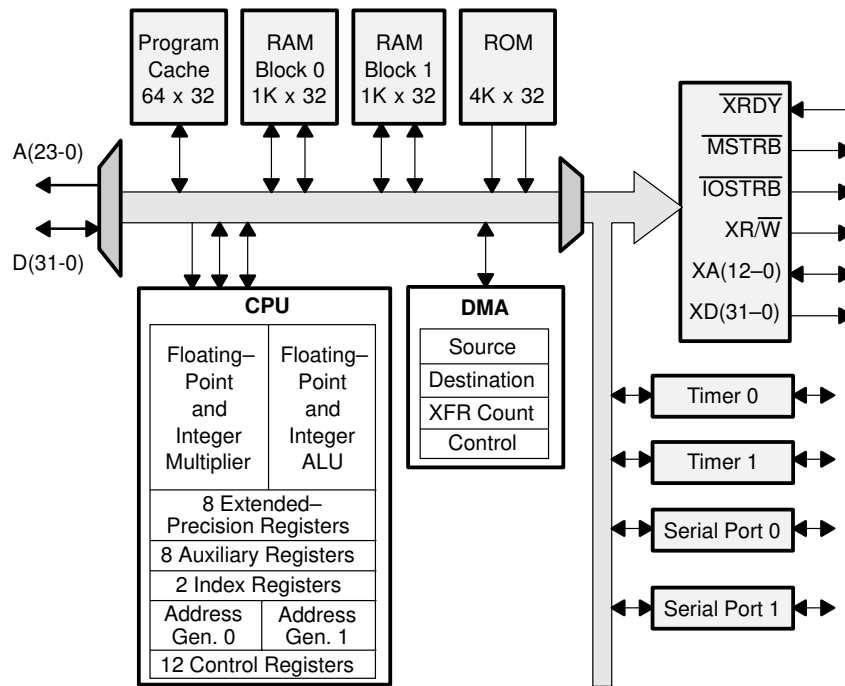 Program
Cache
64 x 32
RAM
Block 0
1K x 32
RAM
Block 1
1K x 32
ROM
4K x 32
A(23-0)
D(31-0)
X̅R̅D̅Y̅
M̅S̅T̅R̅B̅
I̅O̅S̅T̅R̅B̅
XR/W̅
XA(12–0)
XD(31–0)
CPU
Floating–
Point
and
Integer
Multiplier
Floating–
Point
and
Integer
ALU
8 Extended–
Precision Registers
8 Auxiliary Registers
2 Index Registers
Address
Gen. 0
Address
Gen. 1
12 Control Registers
DMA
Source
Destination
XFR Count
Control
Timer 0
Timer 1
Serial Port 0
Serial Port 1